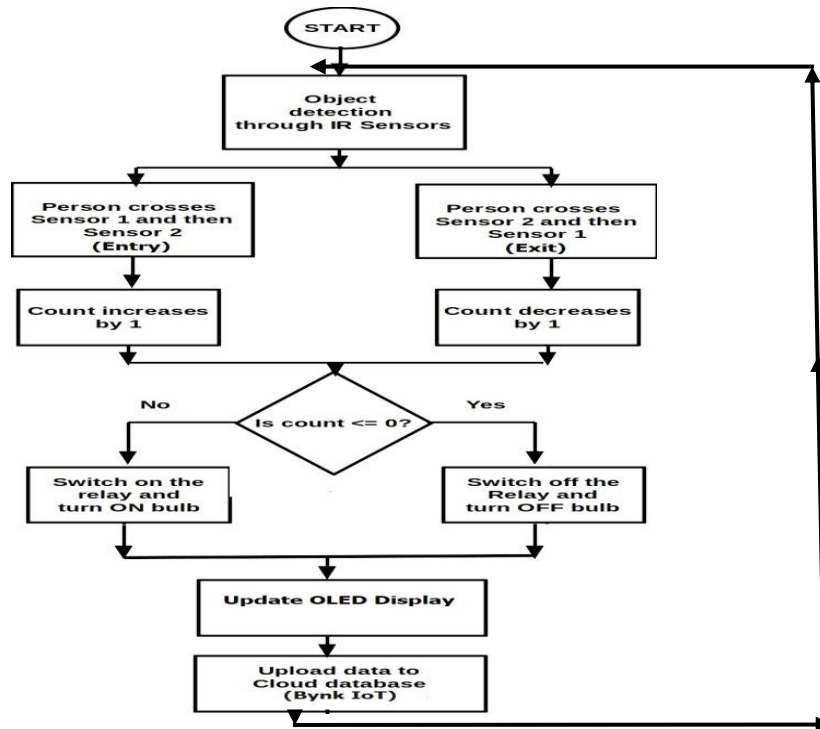 START
Object
detection
through IR Sensors
Person crosses
Sensor 1 and then
Sensor 2
(Entry)
Person crosses
Sensor 2 and then
Sensor 1
(Exit)
Count increases
by 1
Count decreases
by 1
Is count <= 0?
No
Yes
Switch on the
relay and
turn ON bulb
Switch off the
Relay and
turn OFF bulb
Update OLED Display
Upload data to
Cloud database
(Bynk IoT)